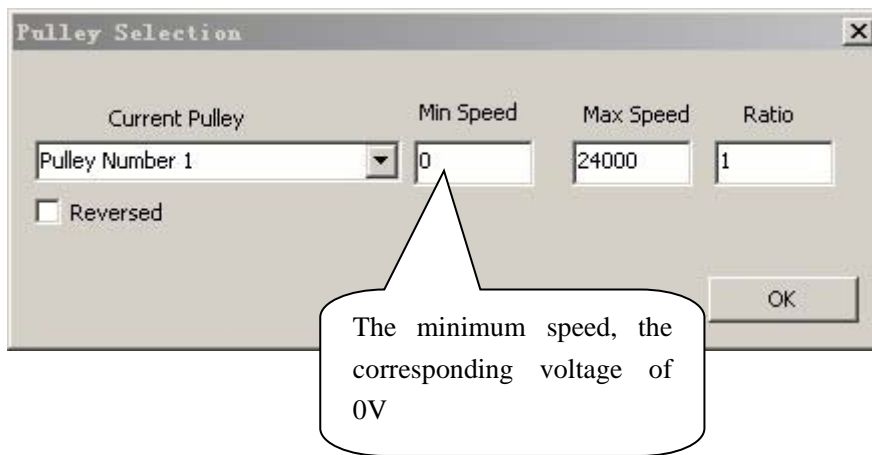 Pulley Selection
Current Pulley Min Speed Max Speed Ratio
Pulley Number 1 0 24000 1
Reversed
OK
The minimum speed, the
corresponding voltage of
0V